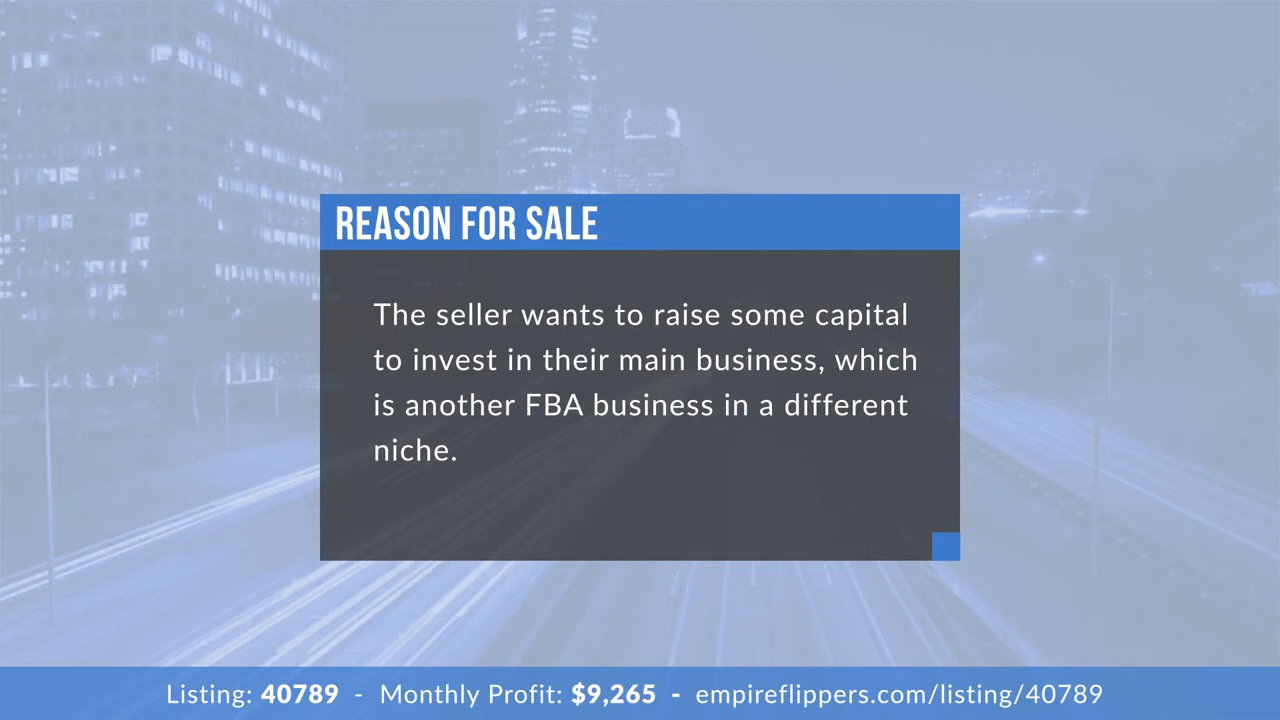 REASON FOR SALE
The seller wants to raise some capital
to invest in their main business, which
is another FBA business in a different
niche.
Listing: 40789 - Monthly Profit: $9,265 - empireflippers.com/listing/40789